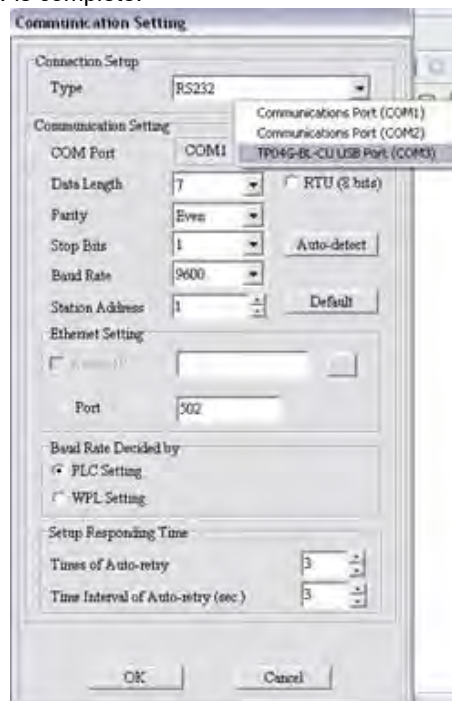 is complete.
Communication Setting
Connection Setup
Type RS232
Communications Port (COM1)
Communication Setting
Communications Port (COM2)
COM Port COM1
TP04G-BL-CU USB Port (COM3)
Data Length 7 RTU (8 bits)
Parity Even
Stop Bits 1 Auto-detect
Baud Rate 9600
Station Address 1 Default
Ethernet Setting
Port 502
Baud Rate Decided by
PLC Setting
WPL Setting
Setup Responding Time
Times of Auto-retry 3
Time Interval of Auto-retry (sec.) 3
OK Cancel